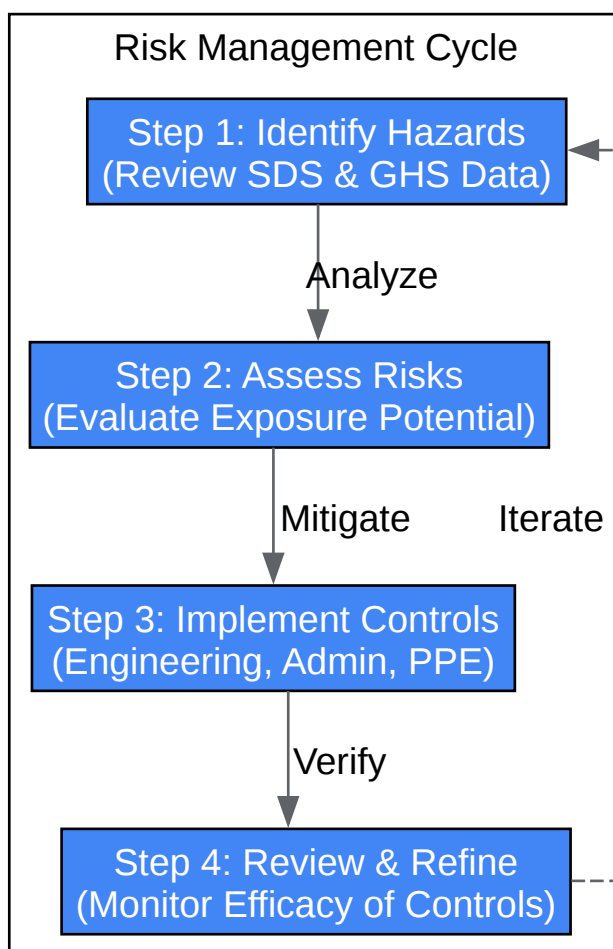 Risk Management Cycle
Step 1: Identify Hazards
(Review SDS & GHS Data)
Analyze
Step 2: Assess Risks
(Evaluate Exposure Potential)
Mitigate
Iterate
Step 3: Implement Controls
(Engineering, Admin, PPE)
Verify
Step 4: Review & Refine
(Monitor Efficacy of Controls)